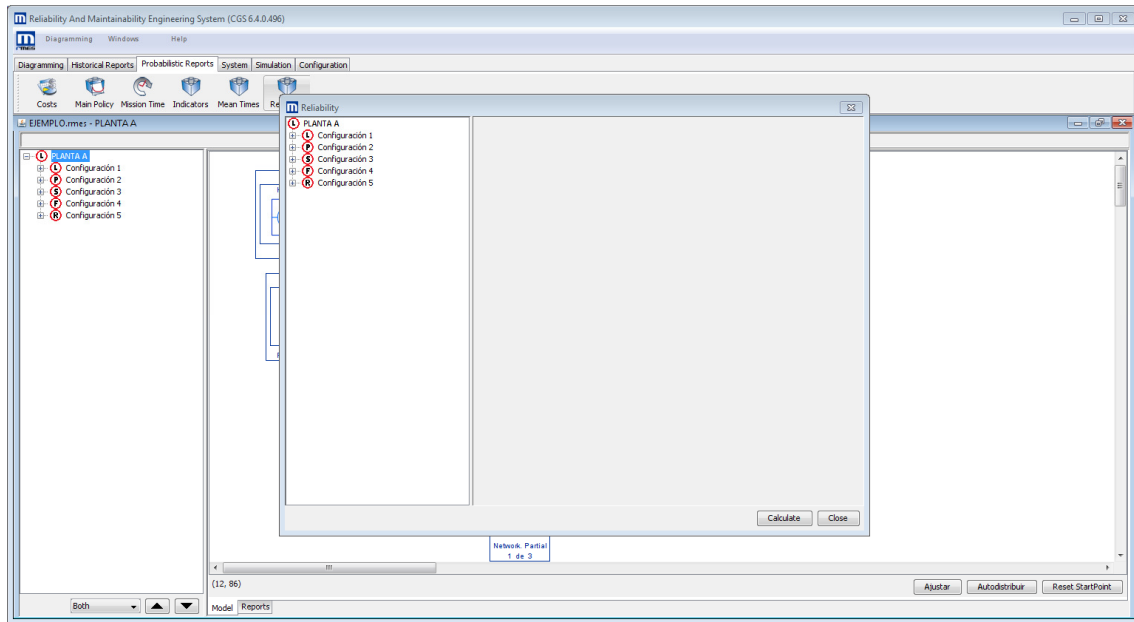 Reliability And Maintainability Engineering System (CGS 6.4.0.496)
Diagramming Windows Help
Diagramming Historical Reports Probabilistic Reports System Simulation Configuration
Costs Main Policy Mission Time Indicators Mean Times
Reliability
EJEMPLO.rmes - PLANTA A
L PLANTA A
L Configuración 1
P Configuración 2
S Configuración 3
F Configuración 4
R Configuración 5
L PLANTA A
L Configuración 1
P Configuración 2
S Configuración 3
F Configuración 4
R Configuración 5
Calculate Close
Network. Partial
1 de 3
(12, 86)
Ajustar Autodistribuir Reset StartPoint
Both
Model Reports